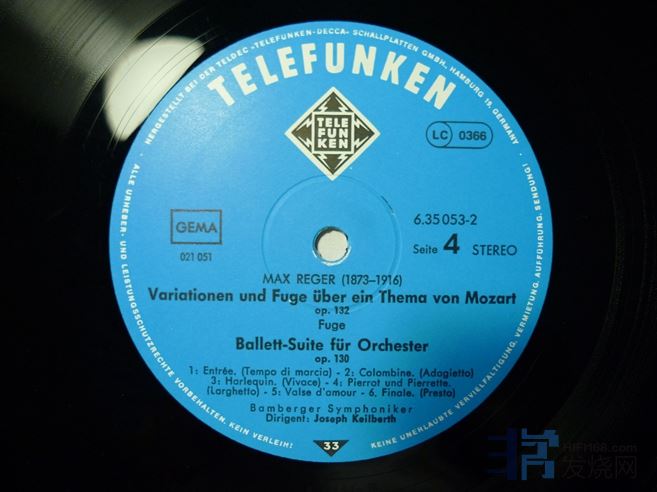 HERGESTELLT BEI DER TELDEC »TELEFUNKEN-DECCA« SCHALLPLATTEN GMBH., HAMBURG 19, GERMANY ·
TELEFUNKEN
TELE
FUN
KEN
LC 0366
GEMA
021 051
6.35 053-2
Seite 4 STEREO
MAX REGER (1873–1916)
Variationen und Fuge über ein Thema von Mozart
op. 132
Fuge
Ballett-Suite für Orchester
op. 130
1: Entrée. (Tempo di marcia) - 2: Colombine. (Adagietto)
3: Harlequin. (Vivace) - 4: Pierrot und Pierrette.
(Larghetto) - 5: Valse d'amour - 6, Finale. (Presto)
Bamberger Symphoniker
Dirigent: Joseph Keilberth
33
ALLE URHEBER- UND LEISTUNGSSCHUTZRECHTE VORBEHALTEN. KEIN VERLEIH!
KEINE UNERLAUBTE VERVIELFÄLTIGUNG, VERMIETUNG, AUFFÜHRUNG, SENDUNG!
HIFI168.com
发烧网